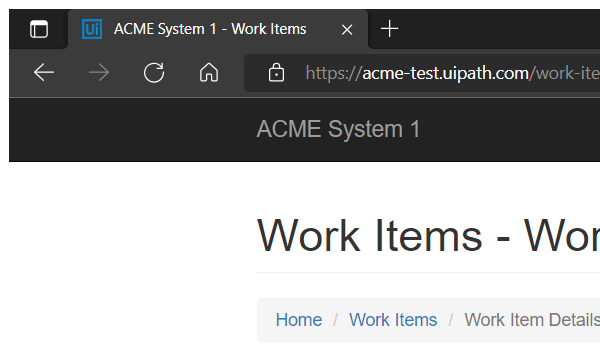 Ui ACME System 1 - Work Items
https://acme-test.uipath.com/work-ite
ACME System 1
Work Items - Wor
Home / Work Items / Work Item Details